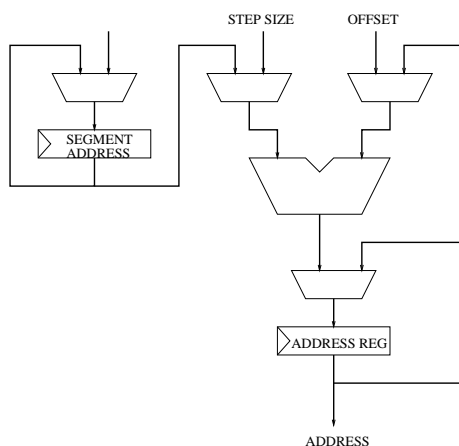 STEP SIZE
OFFSET
SEGMENT
ADDRESS
ADDRESS REG
ADDRESS